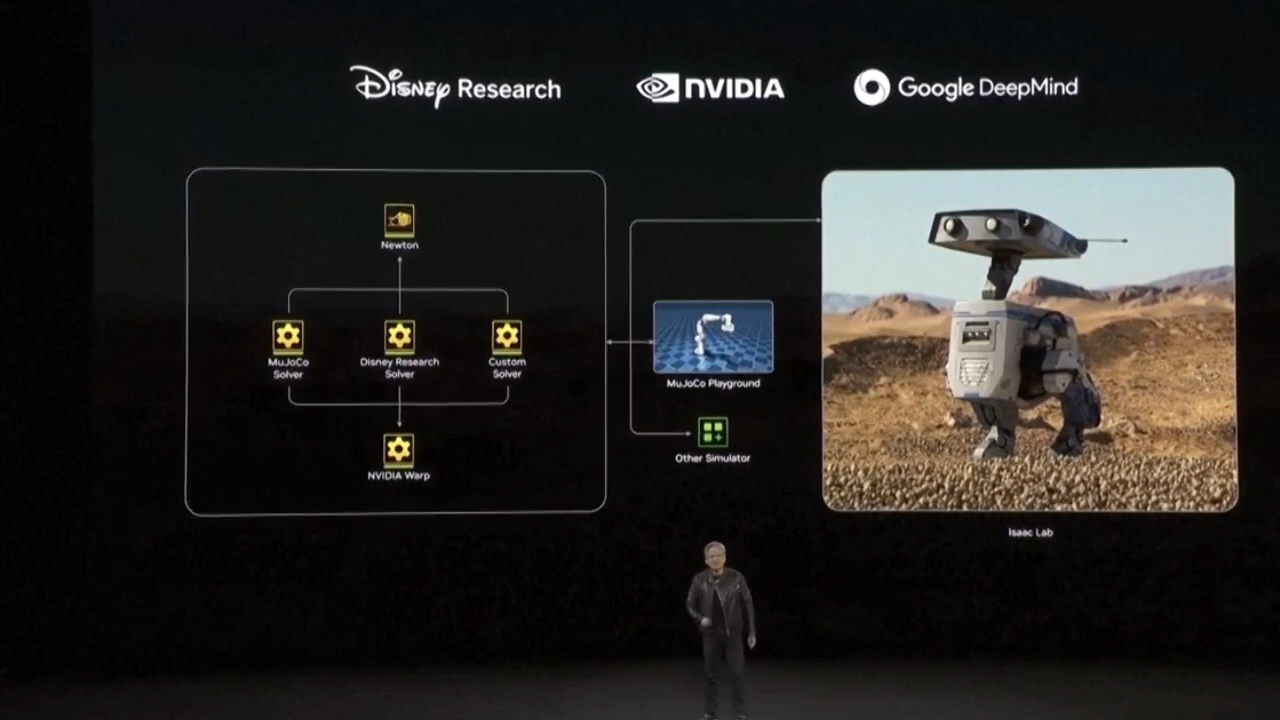 Disney Research
NVIDIA
Google DeepMind
Newton
MuJoCo
Solver
Disney Research
Solver
Custom
Solver
NVIDIA Warp
MuJoCo Playground
Other Simulator
Isaac Lab